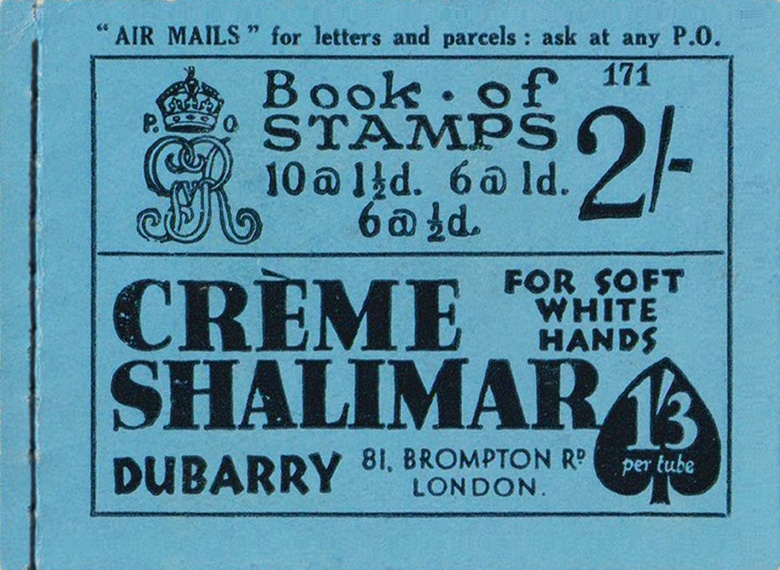 "AIR MAILS" for letters and parcels: ask at any P.O.
171
Book · of
STAMPS
2/-
P. O
GR
10@1½d. 6@1d.
6@½d.
CRÈME
FOR SOFT
WHITE
HANDS
SHALIMAR
1/3
per tube
DUBARRY
81, BROMPTON RD
LONDON.